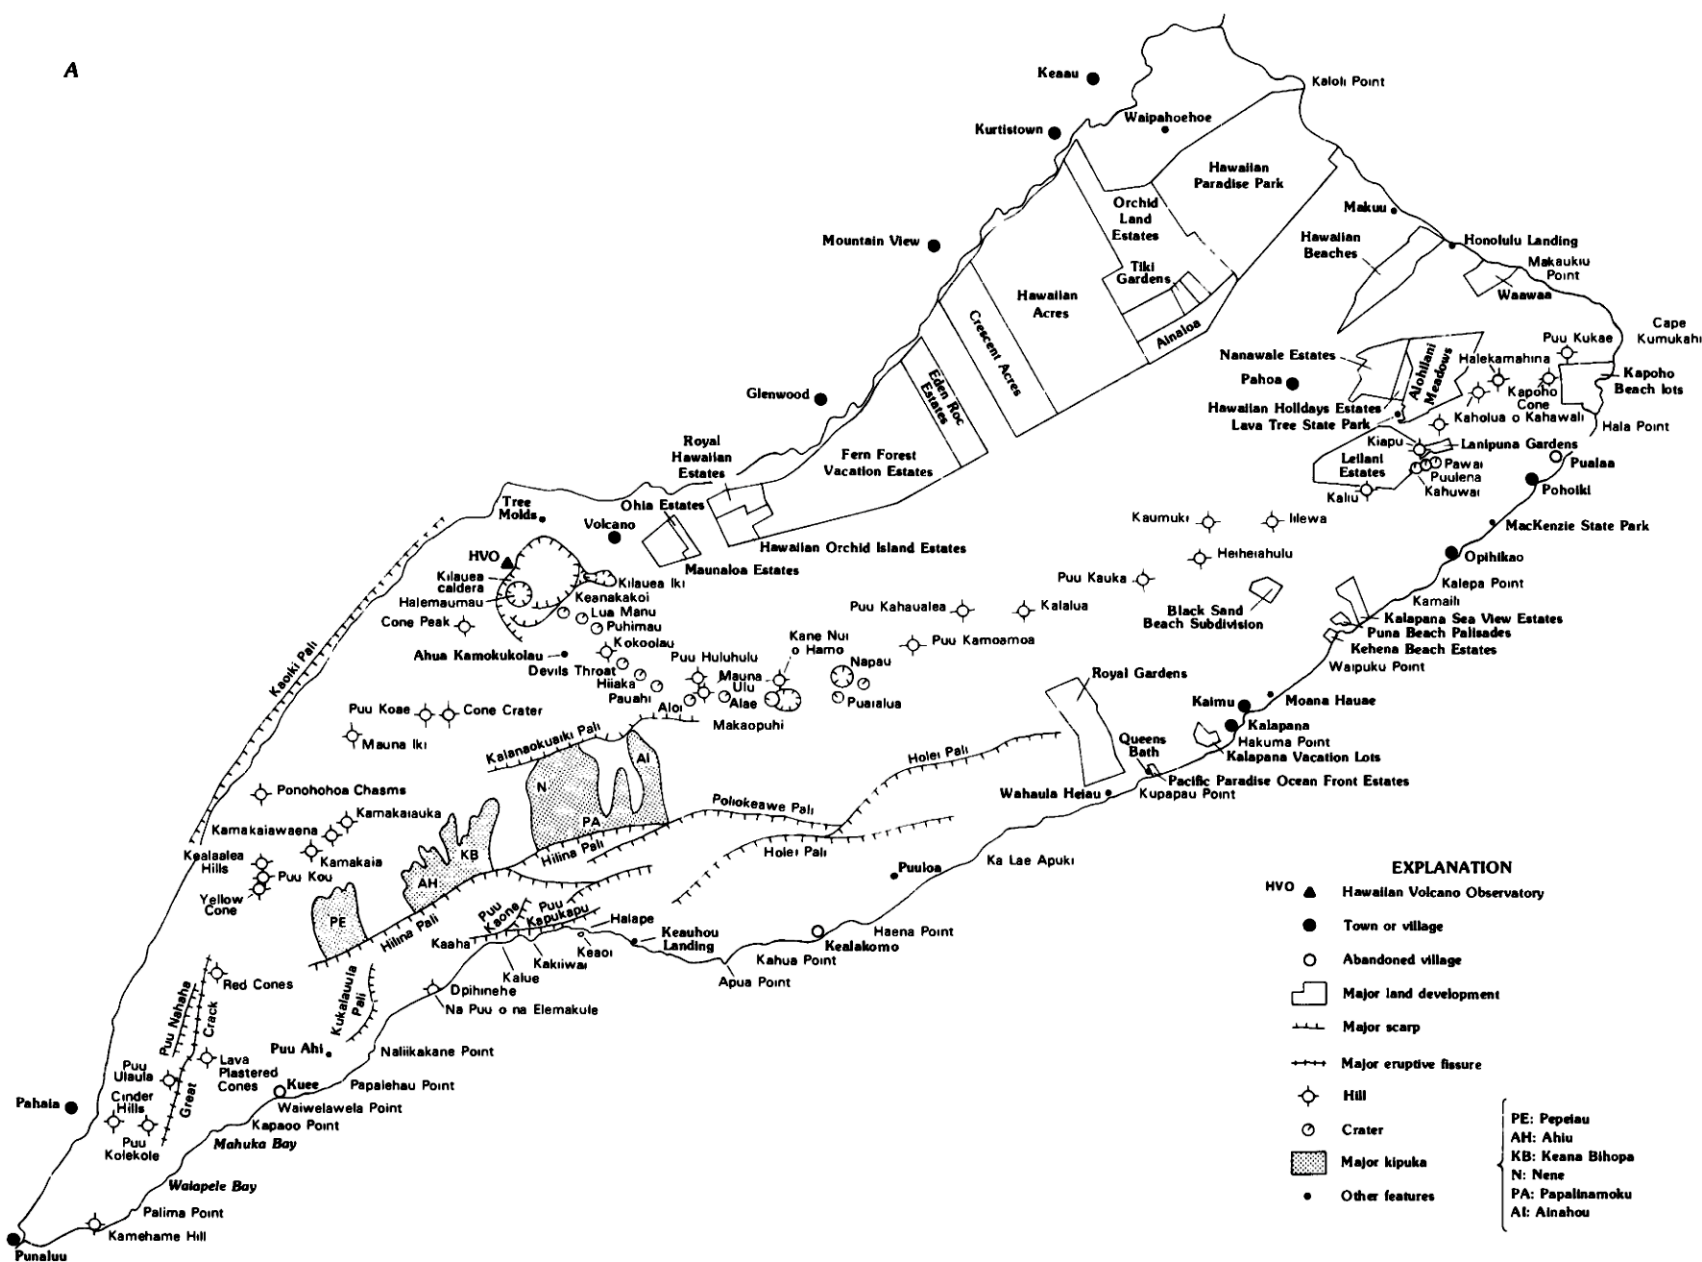 A
Keaau
Kaloli Point
Kurtistown
Waipahoehoe
Hawaiian
Paradise Park
Orchid
Land
Estates
Makuu
Mountain View
Hawaiian
Beaches
Honolulu Landing
Makaukiu
Point
Tiki
Gardens
Waawaa
Hawaiian
Acres
Crescent Acres
Ainaloa
Cape
Kumukahi
Puu Kukae
Nanawale Estates
Alohilani
Meadows
Halekamahina
Kapoho
Beach lots
Pahoa
Kapoho
Cone
Eden Roc
Estates
Glenwood
Hawaiian Holidays Estates
Lava Tree State Park
Kaholua o Kahawali
Hala Point
Royal
Hawaiian
Estates
Fern Forest
Vacation Estates
Kiapu
Lanipuna Gardens
Leilani
Estates
Pawai
Puulena
Kahuwai
Pualaa
Kaliu
Pohoiki
Tree
Molds
Ohia Estates
Volcano
Kaumuki
Iilewa
MacKenzie State Park
HVO
Hawaiian Orchid Island Estates
Heiheiahulu
Opihikao
Maunaloa Estates
Kilauea
caldera
Kilauea Iki
Puu Kauka
Kalepa Point
Halemaumau
Keanakakoi
Kamaili
Lua Manu
Puu Kahaualea
Kalalua
Black Sand
Beach Subdivision
Kalapana Sea View Estates
Cone Peak
Puhimau
Puna Beach Palisades
Kokoolau
Kane Nui
o Hamo
Puu Kamoamoa
Kehena Beach Estates
Ahua Kamokukolau
Puu Huluhulu
Napau
Waipuku Point
Kaoiki Pali
Devils Throat
Mauna
Ulu
Royal Gardens
Hiiaka
Pauahi
Alae
Puaialua
Moana Hauae
Kaimu
Aloi
Makaopuhi
Puu Koae
Cone Crater
Kalapana
Mauna Iki
Kalanaokuaiki Pali
Hakuma Point
Queens
Bath
Kalapana Vacation Lots
Holei Pali
AI
N
Pacific Paradise Ocean Front Estates
Ponohohoa Chasms
Wahaula Heiau
Kupapau Point
Poliokeawe Pali
Kamakaiauka
Kamakaiawaena
PA
Kealaalea
Hills
Kamakaia
KB
Hilina Pali
Holei Pali
Ka Lae Apuki
Puu Kou
AH
Puuloa
Yellow
Cone
PE
Hilina Pali
Puu
Kaone
Puu
Kapukapu
Halape
Kaaha
Keauhou
Landing
Kealakomo
Haena Point
Keaoi
Kakiiwai
Kahua Point
Kalue
Apua Point
Red Cones
Puu Nahaha
Crack
Kukalauula
Pali
Dpihinehe
Na Puu o na Elemakule
Puu Ahi
Naliikakane Point
Lava
Plastered
Cones
Puu
Ulaula
Great
Kuee
Papalehau Point
Cinder
Hills
Waiwelawela Point
Pahala
Kapaoo Point
Puu
Kolekole
Mahuka Bay
Waiapele Bay
Palima Point
Kamehame Hill
Punaluu
EXPLANATION
HVO Hawaiian Volcano Observatory
Town or village
Abandoned village
Major land development
Major scarp
Major eruptive fissure
Hill
Crater
Major kipuka
Other features
PE: Pepeiau
AH: Ahiu
KB: Keana Bihopa
N: Nene
PA: Papalinamoku
AI: Ainahou